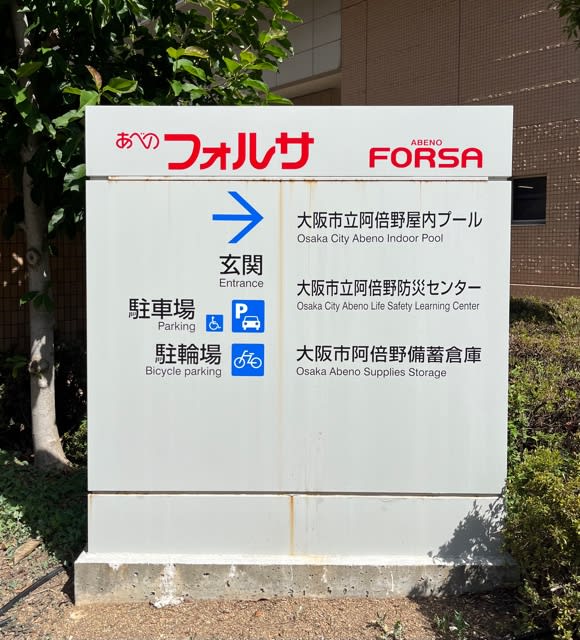 あべのフォルサ
ABENO
FORSA
玄関
Entrance
駐車場
Parking
P
駐輪場
Bicycle parking
大阪市立阿倍野屋内プール
Osaka City Abeno Indoor Pool
大阪市立阿倍野防災センター
Osaka City Abeno Life Safety Learning Center
大阪市阿倍野備蓄倉庫
Osaka Abeno Supplies Storage